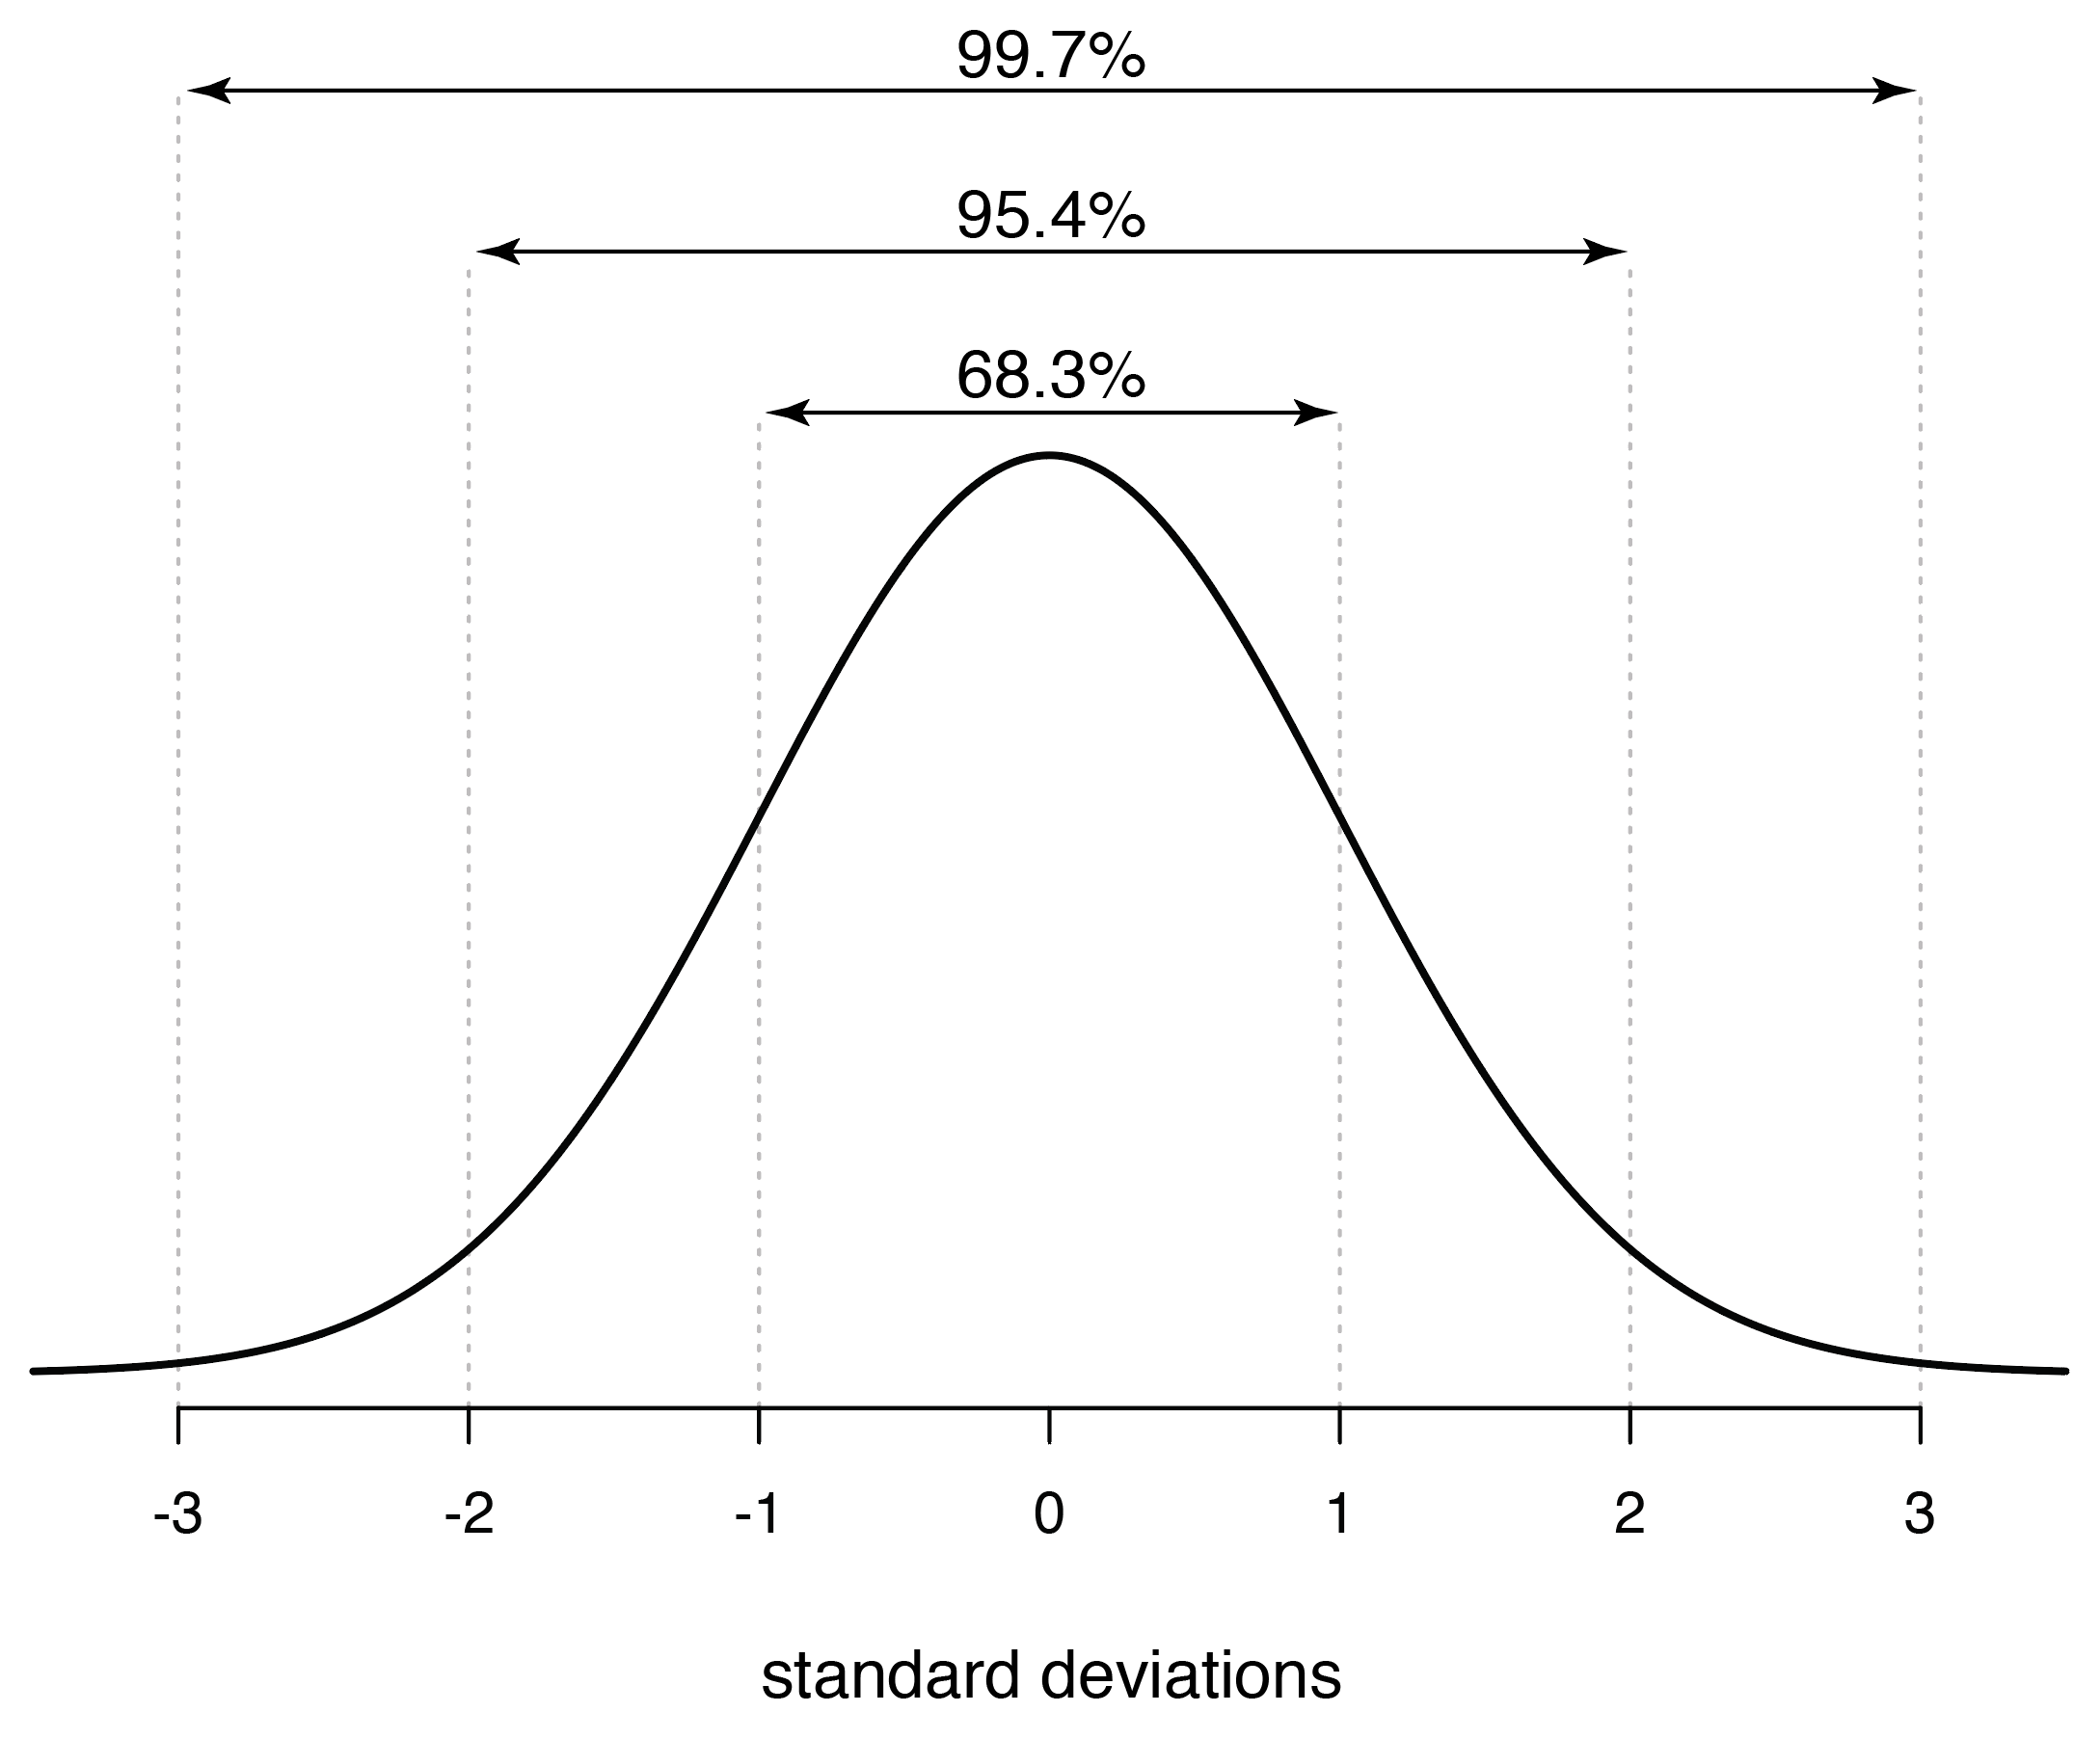 99.7%
95.4%
68.3%
-3 -2 -1 0 1 2 3
standard deviations